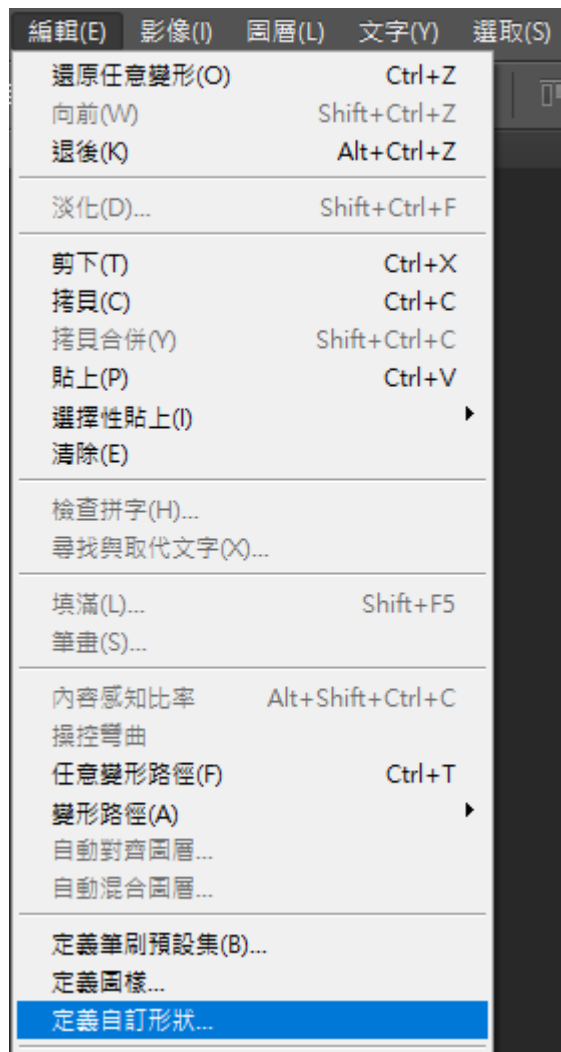 編輯(E) 影像(I) 圖層(L) 文字(Y) 選取(S)
還原任意變形(O) Ctrl+Z
向前(W) Shift+Ctrl+Z
退後(K) Alt+Ctrl+Z
淡化(D)... Shift+Ctrl+F
剪下(T) Ctrl+X
拷貝(C) Ctrl+C
拷貝合併(Y) Shift+Ctrl+C
貼上(P) Ctrl+V
選擇性貼上(I)
清除(E)
檢查拼字(H)...
尋找與取代文字(X)...
填滿(L)... Shift+F5
筆畫(S)...
內容感知比率 Alt+Shift+Ctrl+C
操控彎曲
任意變形路徑(F) Ctrl+T
變形路徑(A)
自動對齊圖層...
自動混合圖層...
定義筆刷預設集(B)...
定義圖樣...
定義自訂形狀...